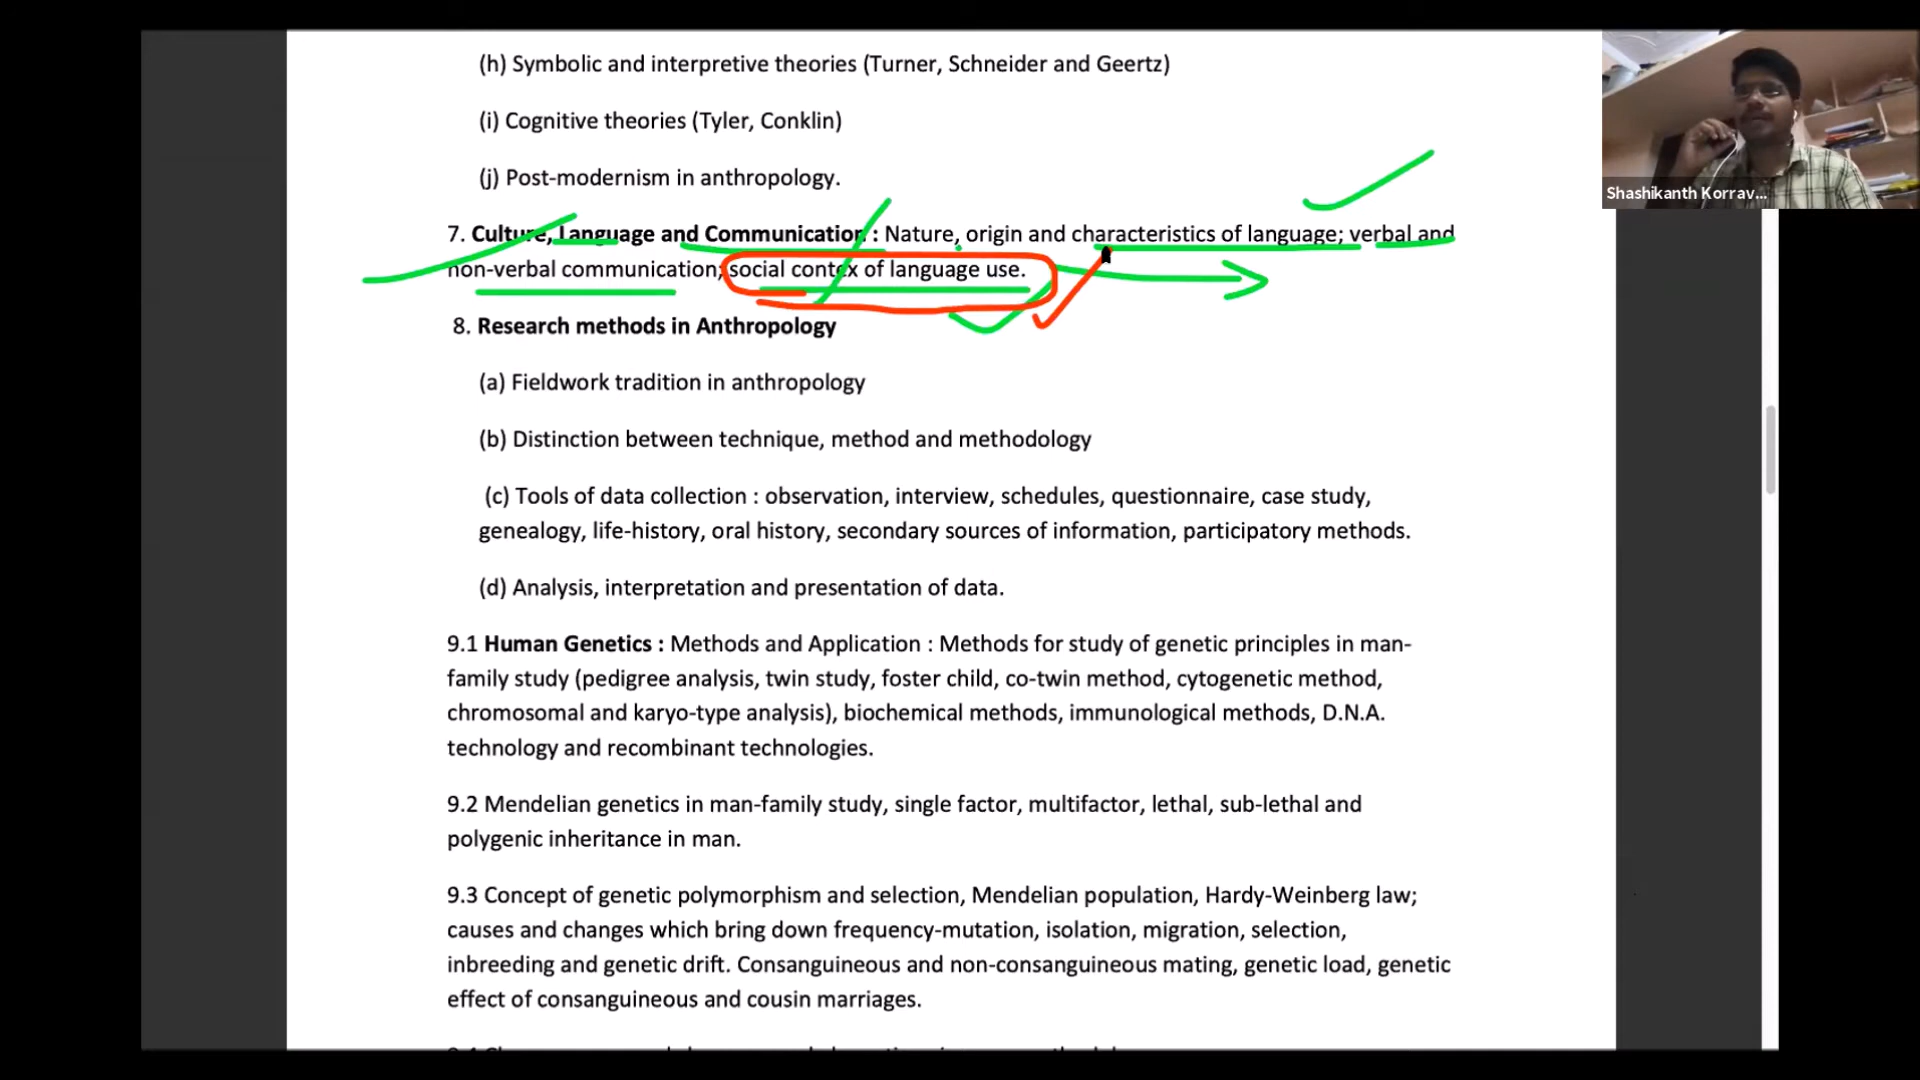 (h) Symbolic and interpretive theories (Turner, Schneider and Geertz)
Shashikanth Korrav...
(i) Cognitive theories (Tyler, Conklin)
(j) Post-modernism in anthropology.
7. Culture, Language and Communication : Nature, origin and characteristics of language; verbal and
non-verbal communication; social contex of language use.
8. Research methods in Anthropology
(a) Fieldwork tradition in anthropology
(b) Distinction between technique, method and methodology
(c) Tools of data collection : observation, interview, schedules, questionnaire, case study,
genealogy, life-history, oral history, secondary sources of information, participatory methods.
(d) Analysis, interpretation and presentation of data.
9.1 Human Genetics : Methods and Application : Methods for study of genetic principles in man-
family study (pedigree analysis, twin study, foster child, co-twin method, cytogenetic method,
chromosomal and karyo-type analysis), biochemical methods, immunological methods, D.N.A.
technology and recombinant technologies.
9.2 Mendelian genetics in man-family study, single factor, multifactor, lethal, sub-lethal and
polygenic inheritance in man.
9.3 Concept of genetic polymorphism and selection, Mendelian population, Hardy-Weinberg law;
causes and changes which bring down frequency-mutation, isolation, migration, selection,
inbreeding and genetic drift. Consanguineous and non-consanguineous mating, genetic load, genetic
effect of consanguineous and cousin marriages.